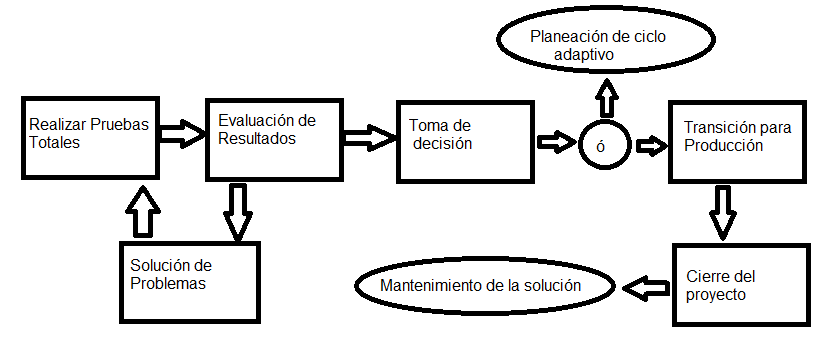 Planeación de ciclo
adaptivo
Realizar Pruebas
Totales
Evaluación de
Resultados
Toma de
decisión
ó
Transición para
Producción
Solución de
Problemas
Mantenimiento de la solución
Cierre del
proyecto